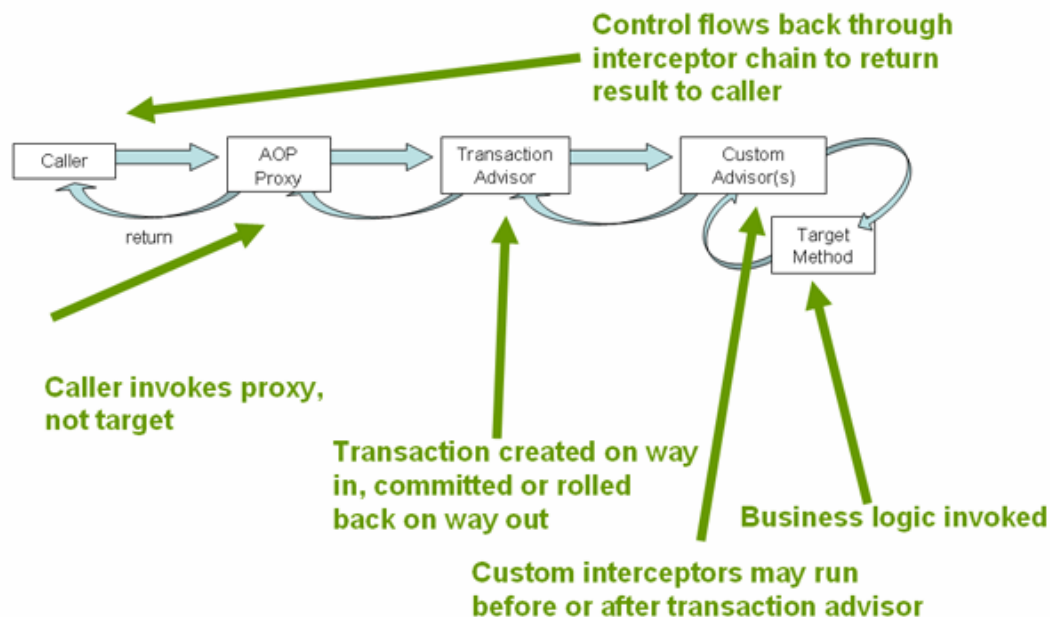 Control flows back through
interceptor chain to return
result to caller
Caller
AOP
Proxy
Transaction
Advisor
Custom
Advisor(s)
return
Target
Method
Caller invokes proxy,
not target
Transaction created on way
in, committed or rolled
back on way out
Business logic invoked
Custom interceptors may run
before or after transaction advisor